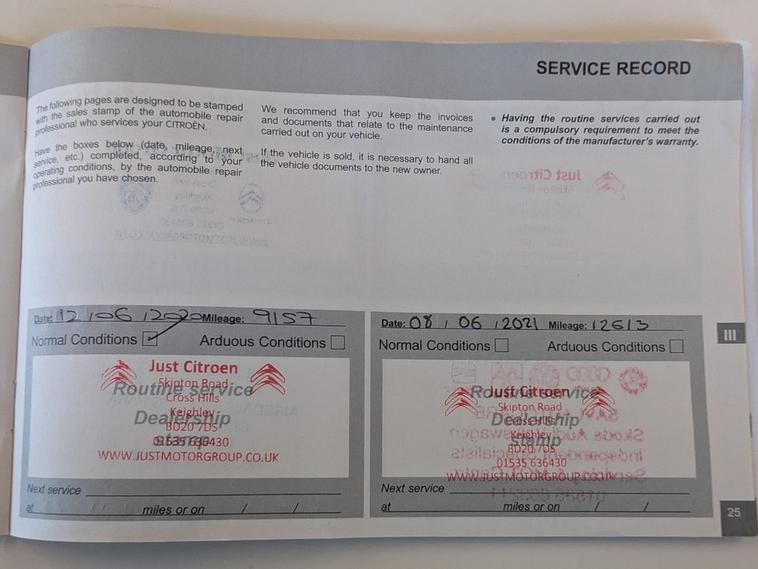 SERVICE RECORD
The following pages are designed to be stamped
with the sales stamp of the automobile repair
professional who services your CITROËN.
Have the boxes below (date, mileage, next
service, etc.) completed, according to your
operating conditions, by the automobile repair
professional you have chosen.
We recommend that you keep the invoices
and documents that relate to the maintenance
carried out on your vehicle.
If the vehicle is sold, it is necessary to hand all
the vehicle documents to the new owner.
• Having the routine services carried out
is a compulsory requirement to meet the
conditions of the manufacturer's warranty.
Date: 12 / 06 / 2020 Mileage: 9157
Normal Conditions Arduous Conditions
Just Citroen
Routine service
Skipton Road
Cross Hills
Dealership
Keighley
BD20 7DS
stamp
01535 636430
WWW.JUSTMOTORGROUP.CO.UK
Next service
at miles or on / /
Date: 08 / 06 / 2021 Mileage: 12613
Normal Conditions Arduous Conditions
Just Citroen
Routine service
Skipton Road
Cross Hills
Dealership
Keighley
stamp
BD20 7DS
01535 636430
WWW.JUSTMOTORGROUP.CO.UK
Next service
at miles or on / /
III
25